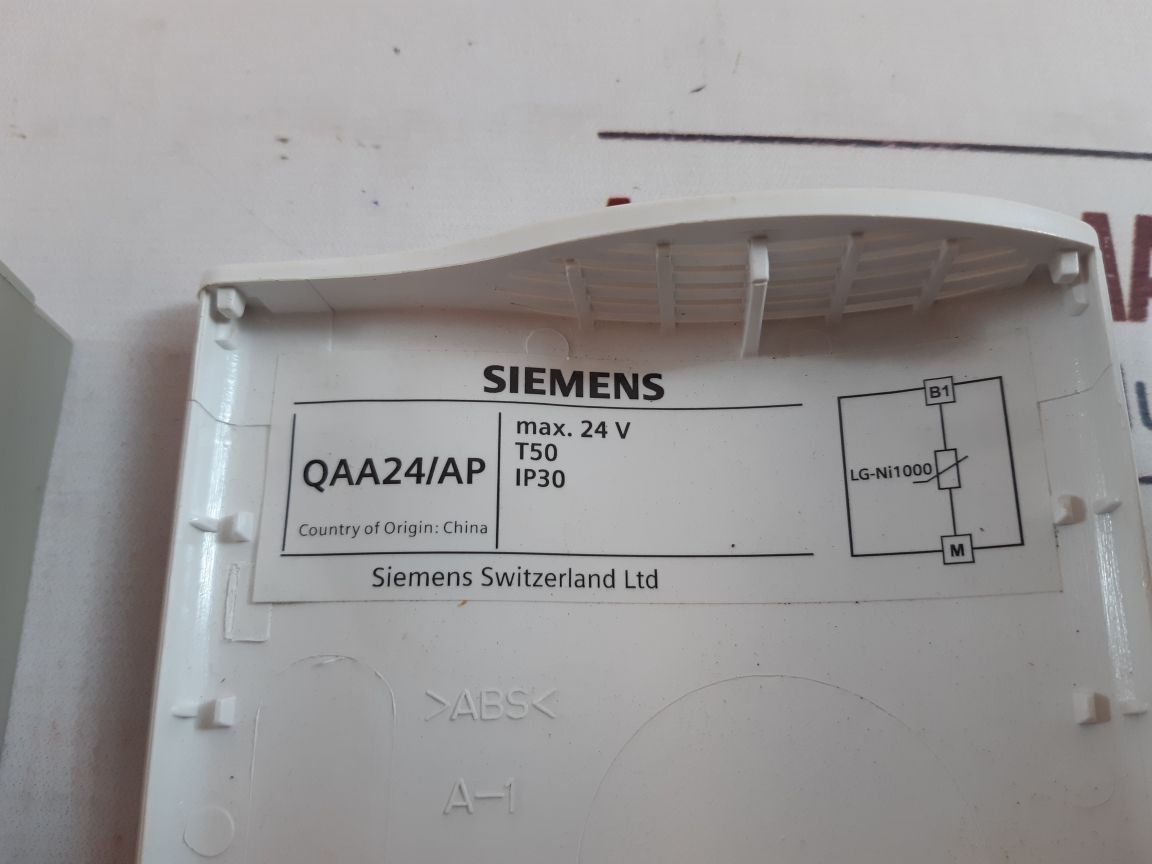 SIEMENS
QAA24/AP
Country of Origin: China
max. 24 V
T50
IP30
Siemens Switzerland Ltd
B1
LG-Ni1000
M
>ABS<
A-1